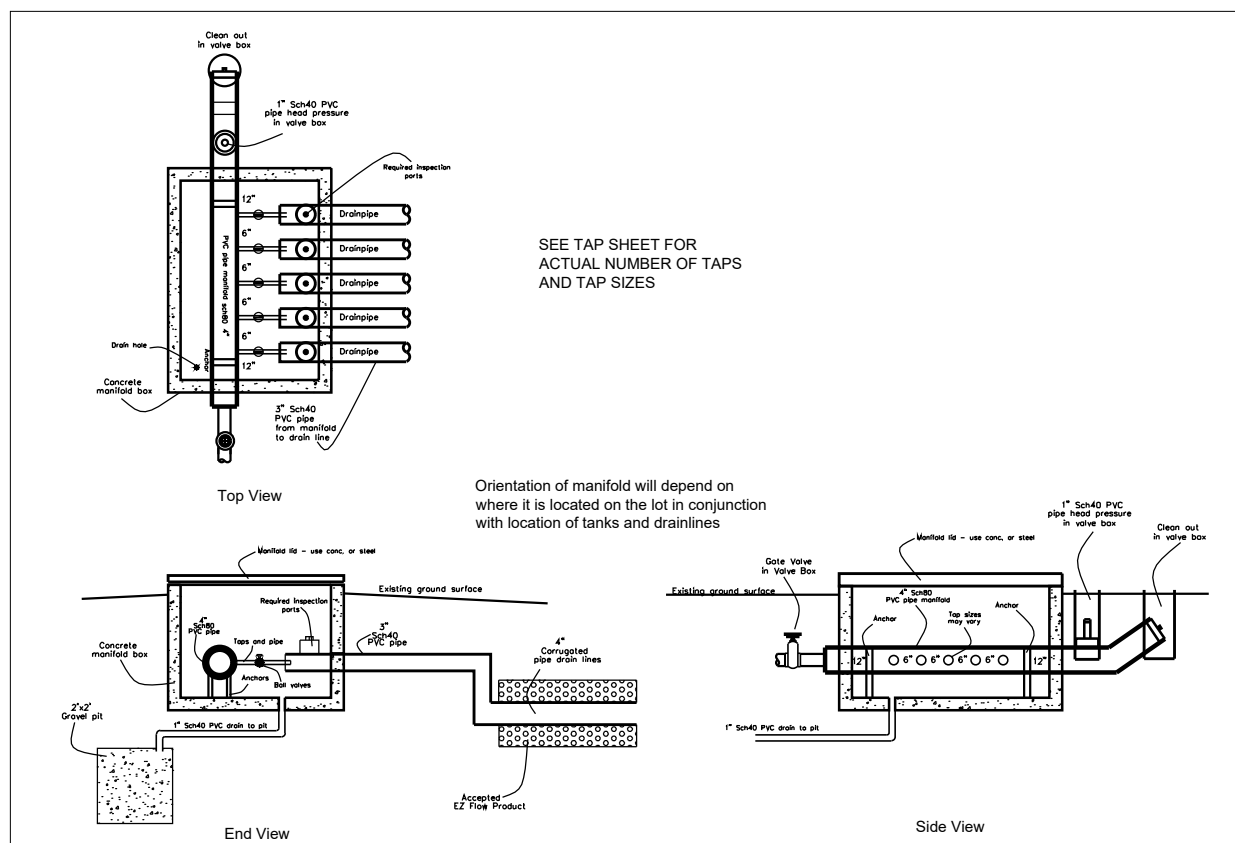 Clean out
in valve box
1" Sch40 PVC
pipe head pressure
in valve box
Required inspection
ports
12"
Drainpipe
6"
Drainpipe
6"
Drainpipe
6"
Drainpipe
6"
Drainpipe
12"
PVC pipe manifold sch80 4"
Drain hole
Anchor
Concrete
manifold box
3" Sch40
PVC pipe
from manifold
to drain line
Top View
SEE TAP SHEET FOR
ACTUAL NUMBER OF TAPS
AND TAP SIZES
Orientation of manifold will depend on
where it is located on the lot in conjunction
with location of tanks and drainlines
Manifold lid - use conc. or steel
Existing ground surface
Required Inspection
ports
4"
Sch80
PVC pipe
Taps and pipe
3"
Sch40
PVC pipe
Concrete
manifold box
Ball valves
Anchors
4"
Corrugated
pipe drain lines
2'x2'
Gravel pit
1" Sch40 PVC drain to pit
Accepted
EZ Flow Product
End View
1" Sch40 PVC
pipe head pressure
in valve box
Clean out
in valve box
Manifold lid - use conc. or steel
Gate Valve
in Valve Box
Existing ground surface
4" Sch80
PVC pipe manifold
Anchor
Tap sizes
may vary
Anchor
12"
6"
6"
6"
6"
12"
1" Sch40 PVC drain to pit
Side View